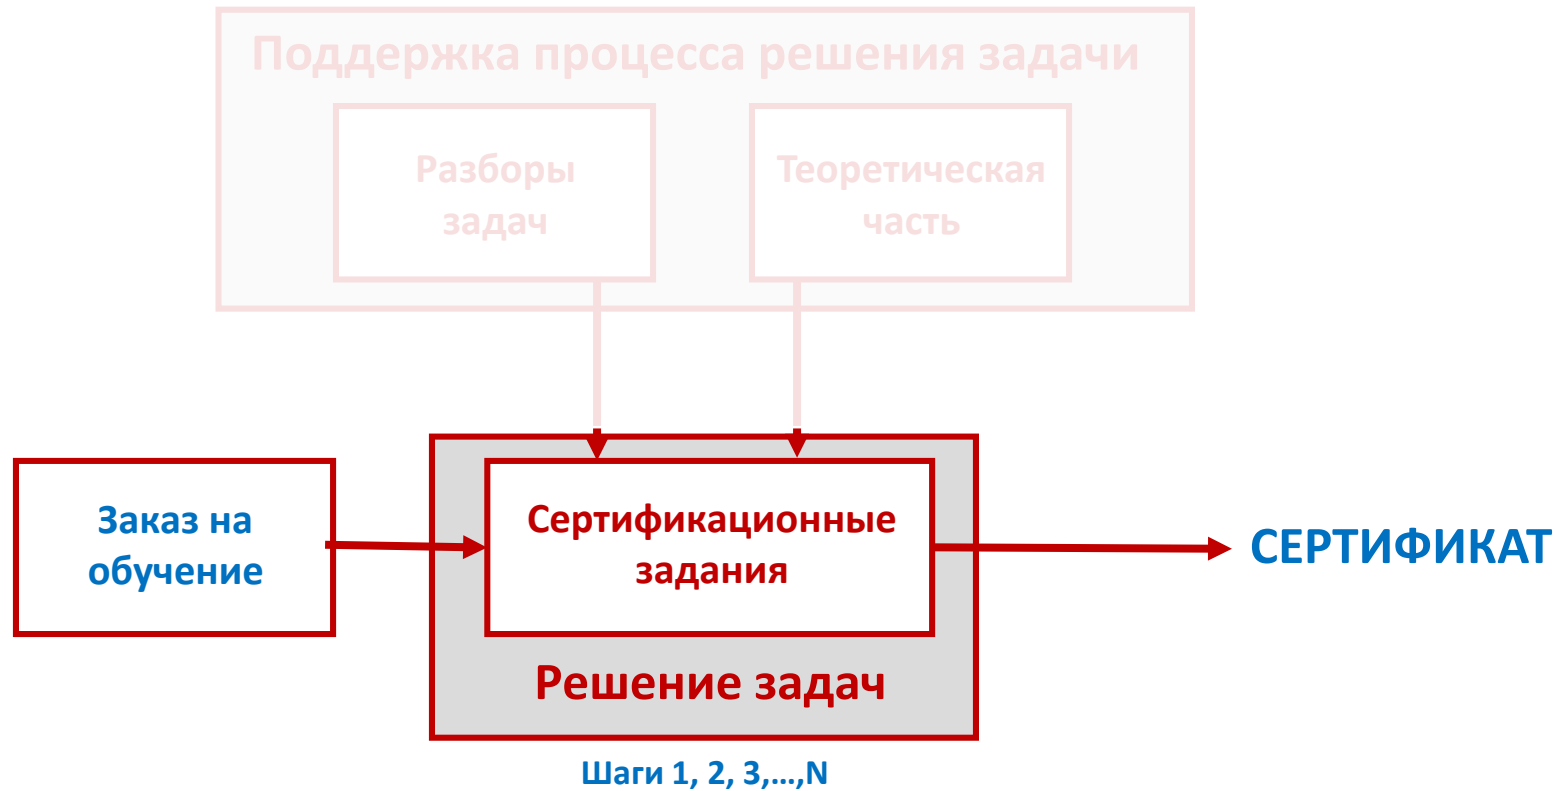 Поддержка процесса решения задачи
Разборы
задач
Теоретическая
часть
Заказ на
обучение
Сертификационные
задания
СЕРТИФИКАТ
Решение задач
Шаги 1, 2, 3,...,N